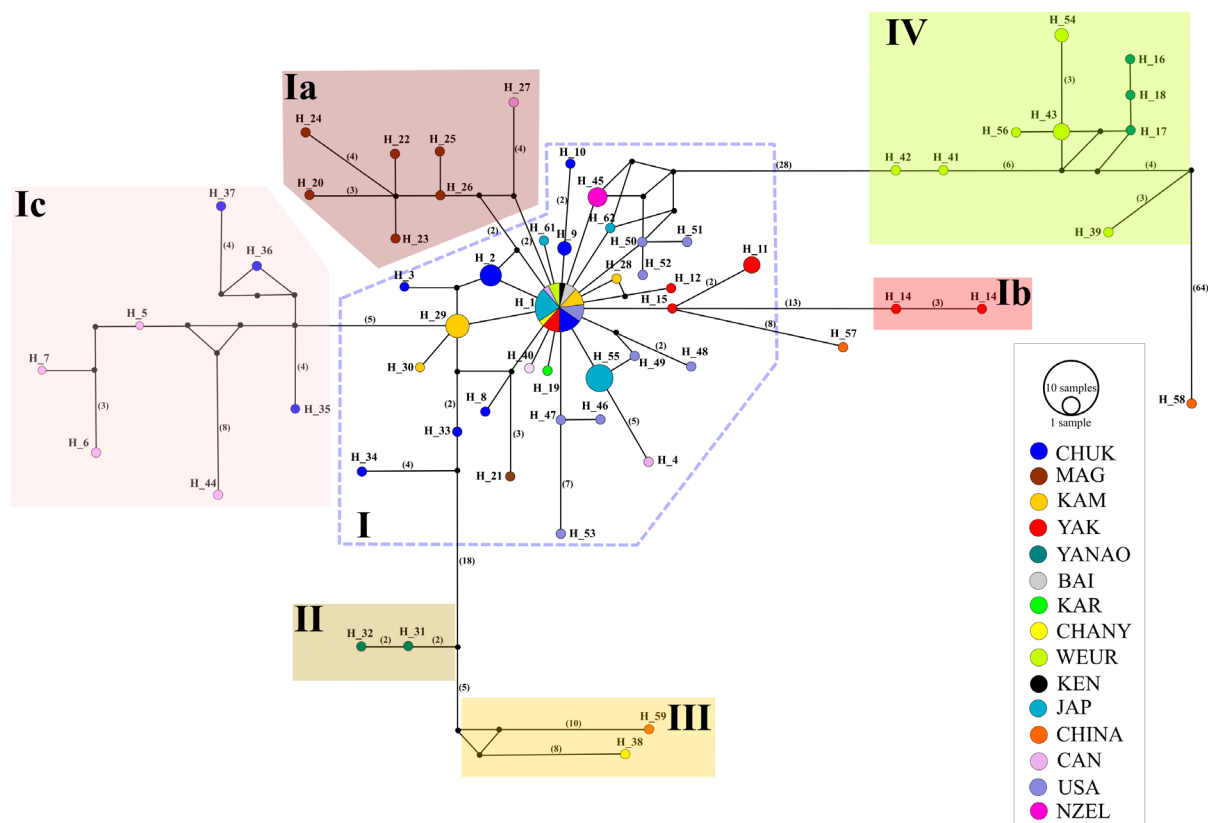 IV
H_54
Ia
H_27
H_16
H_24
(3)
H_22
H_25
H_18
H_43
H_10
H_56
H_17
(4)
(4)
(28)
H_42
H_41
(6)
(4)
H_20
(3)
H_26
H_45
Ic
H_37
(2)
(3)
H_23
H_62
H_39
(2)
H_61
(2)
H_9
H_50
H_51
(4)
H_36
H_2
H_52
H_11
H_3
H_28
H_12
(64)
(2)
H_1
H_15
Ib
H_5
(5)
H_29
(13)
H_14
(3)
H_14
(8)
H_57
H_7
(4)
H_40
(2)
H_48
H_30
H_55
H_49
H_19
10 samples
(3)
H_35
(2)
H_8
H_47
H_46
1 sample
H_58
H_6
(8)
H_33
(3)
(5)
H_34
(4)
H_21
H_4
H_44
(7)
I
H_53
(18)
II
H_32
(2)
H_31
(2)
(5)
III
(10)
H_59
(8)
H_38
CHUK
MAG
KAM
YAK
YANAO
BAI
KAR
CHANY
WEUR
KEN
JAP
CHINA
CAN
USA
NZEL